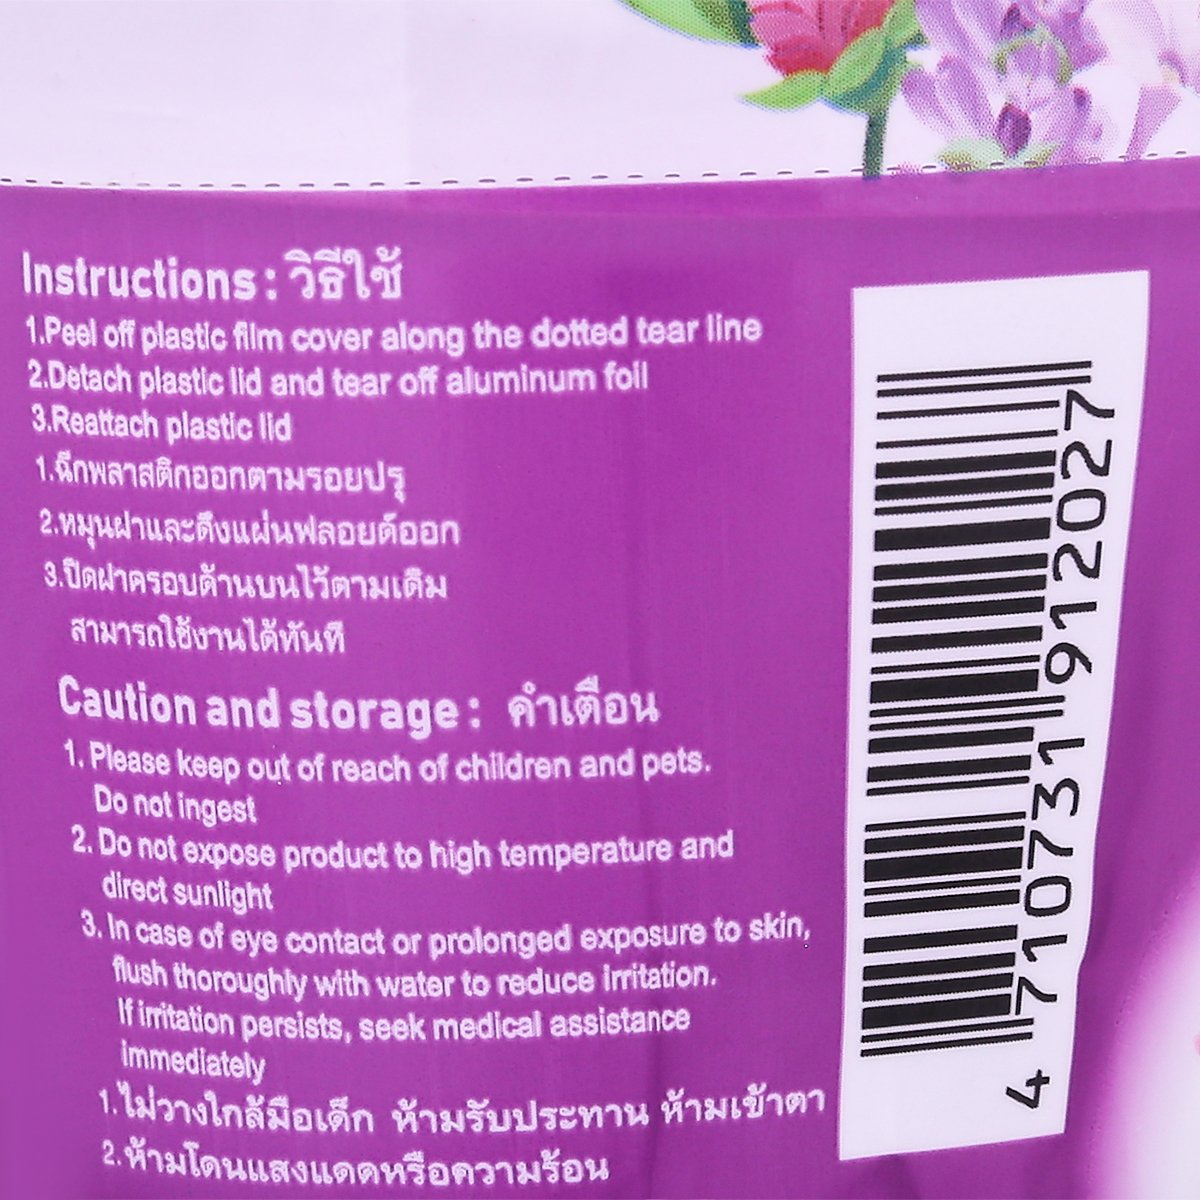 Instructions : วิธีใช้
1.Peel off plastic film cover along the dotted tear line
2.Detach plastic lid and tear off aluminum foil
3.Reattach plastic lid
1.ฉีกพลาสติกออกตามรอยปรุ
2.หมุนฝาและดึงแผ่นฟลอยด์ออก
3.ปิดฝาครอบด้านบนไว้ตามเดิม
สามารถใช้งานได้ทันที
Caution and storage : คำเตือน
1. Please keep out of reach of children and pets.
Do not ingest
2. Do not expose product to high temperature and
direct sunlight
3. In case of eye contact or prolonged exposure to skin,
flush thoroughly with water to reduce irritation.
If irritation persists, seek medical assistance
immediately
1.ไม่วางใกล้มือเด็ก ห้ามรับประทาน ห้ามเข้าตา
2.ห้ามโดนแสงแดดหรือความร้อน
4 710731 912027